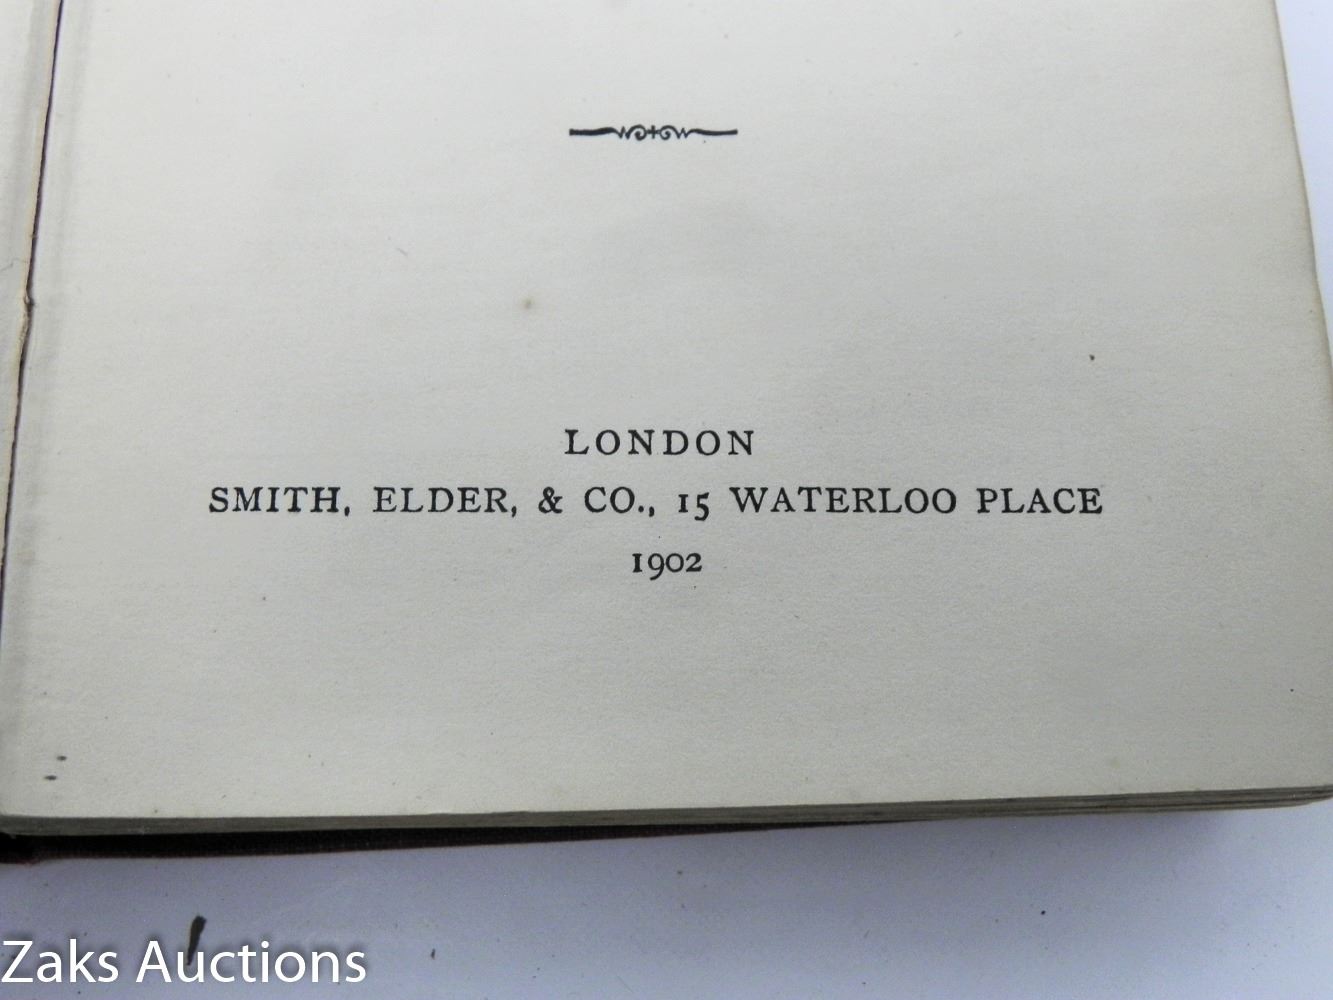 LONDON
SMITH, ELDER, & CO., 15 WATERLOO PLACE
1902
Zaks Auctions